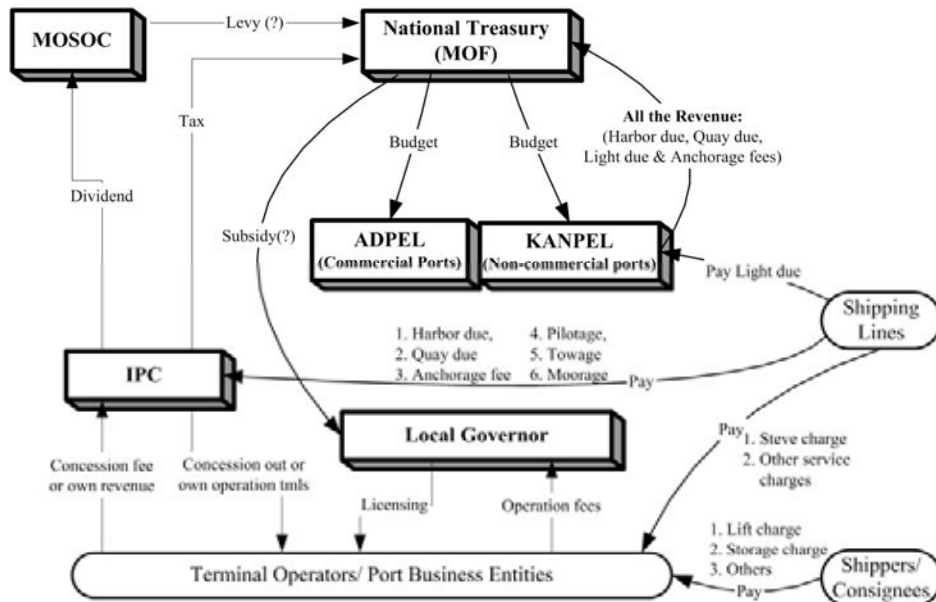 Levy (?)
MOSOC
National Treasury
(MOF)
Tax
All the Revenue:
(Harbor due, Quay due,
Light due & Anchorage fees)
Budget
Budget
Dividend
Subsidy(?)
ADPEL
(Commercial Ports)
KANPEL
(Non-commercial ports)
Pay Light due
Shipping
Lines
1. Harbor due,
2. Quay due
3. Anchorage fee
4. Pilotage,
5. Towage
6. Moorage
Pay
IPC
Local Governor
Pay
1. Steve charge
2. Other service
charges
Concession fee
or own revenue
Concession out or
own operation tmls
Licensing
Operation fees
1. Lift charge
2. Storage charge
3. Others
Terminal Operators/ Port Business Entities
Pay
Shippers/
Consignees